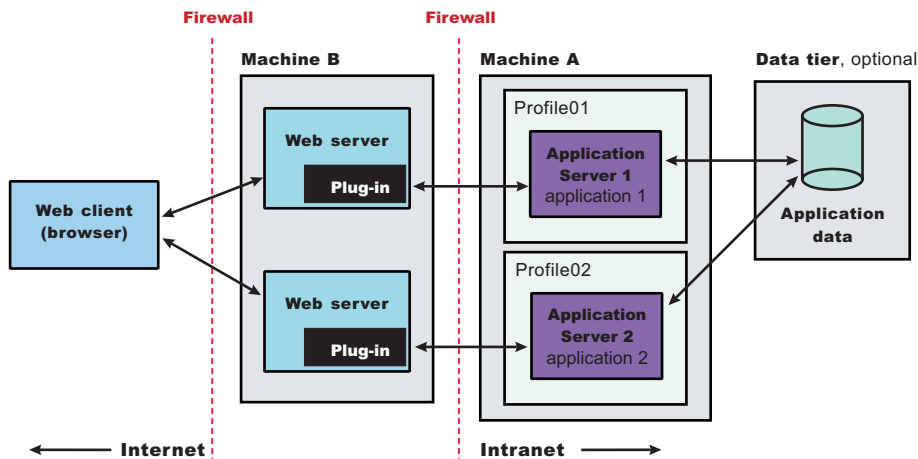 Firewall
Firewall
Machine B
Machine A
Data tier, optional
Profile01
Web server
Plug-in
Application
Server 1
application 1
Web client
(browser)
Application
data
Profile02
Web server
Plug-in
Application
Server 2
application 2
Internet
Intranet